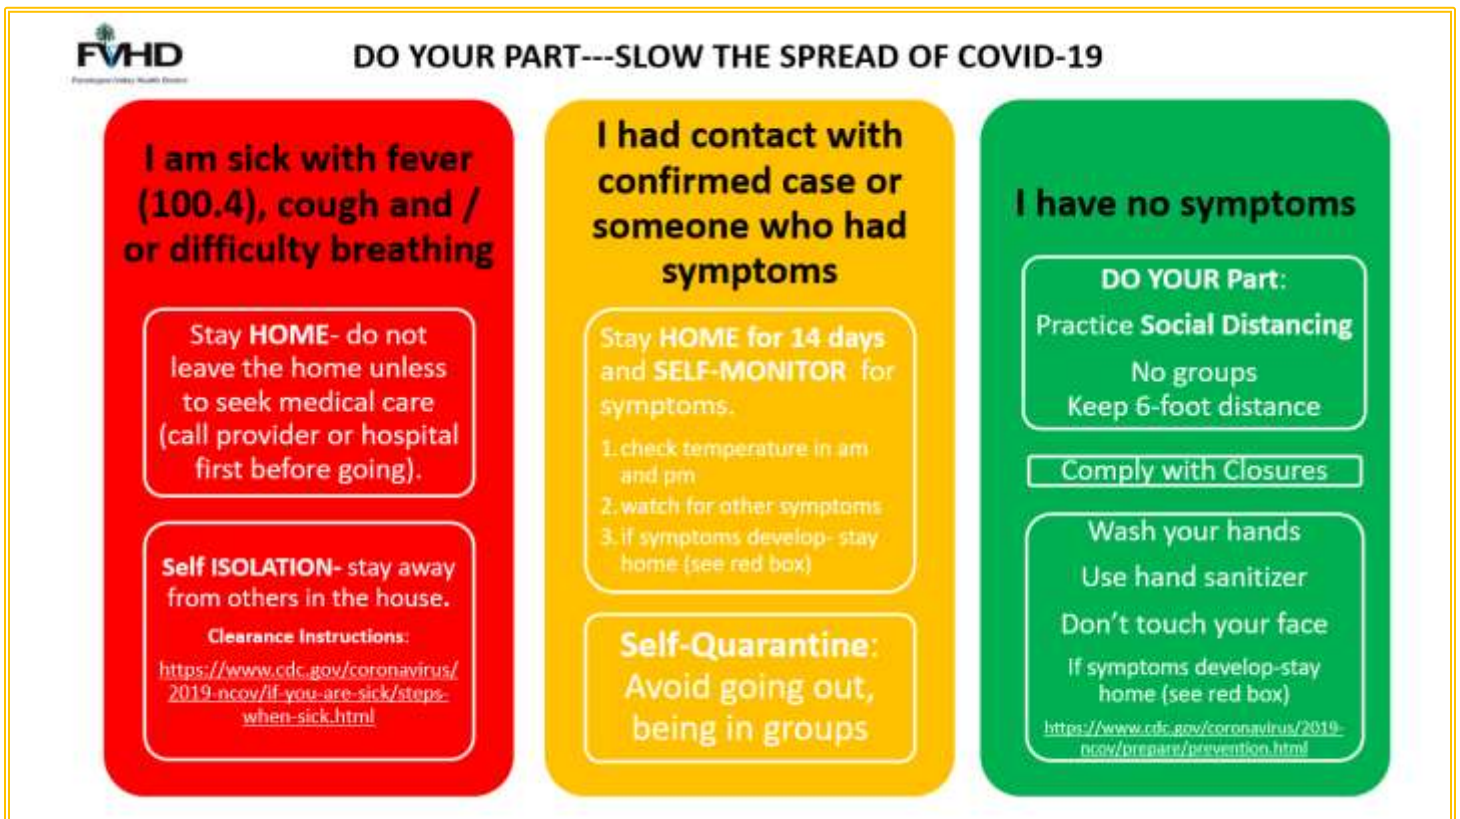 FVHD
Farmington Valley Health District
DO YOUR PART---SLOW THE SPREAD OF COVID-19
I am sick with fever
(100.4), cough and /
or difficulty breathing
Stay HOME- do not
leave the home unless
to seek medical care
(call provider or hospital
first before going).
Self ISOLATION- stay away
from others in the house.
Clearance Instructions:
https://www.cdc.gov/coronavirus/
2019-ncov/if-you-are-sick/steps-
when-sick.html
I had contact with
confirmed case or
someone who had
symptoms
Stay HOME for 14 days
and SELF-MONITOR for
symptoms.
1. check temperature in am
and pm
2. watch for other symptoms
3. if symptoms develop- stay
home (see red box)
Self-Quarantine:
Avoid going out,
being in groups
I have no symptoms
DO YOUR Part:
Practice Social Distancing
No groups
Keep 6-foot distance
Comply with Closures
Wash your hands
Use hand sanitizer
Don't touch your face
If symptoms develop-stay
home (see red box)
https://www.cdc.gov/coronavirus/2019-
ncov/prepare/prevention.html